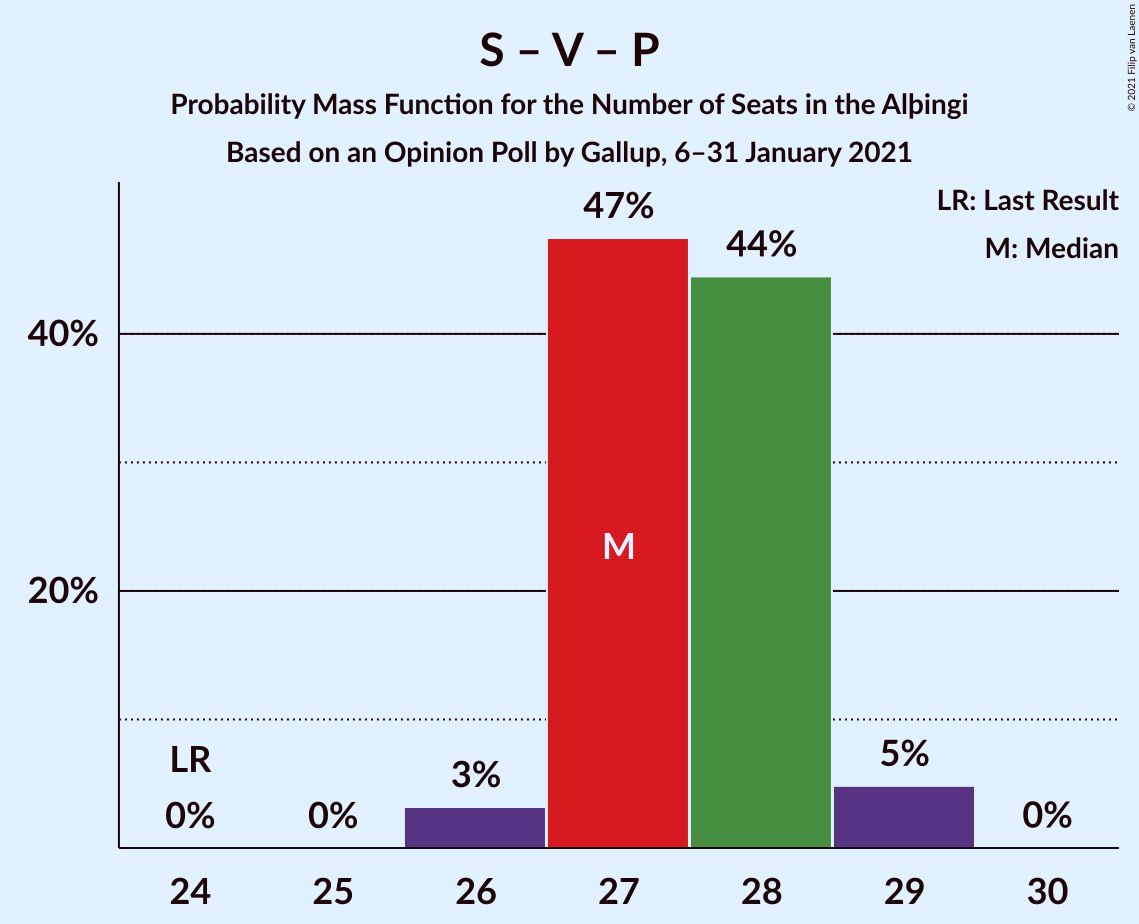 S – V – P
Probability Mass Function for the Number of Seats in the Alþingi
Based on an Opinion Poll by Gallup, 6–31 January 2021
© 2021 Filip van Laenen
LR: Last Result
M: Median
47%
44%
40%
M
20%
LR
5%
3%
0%
0%
0%
24
25
26
27
28
29
30